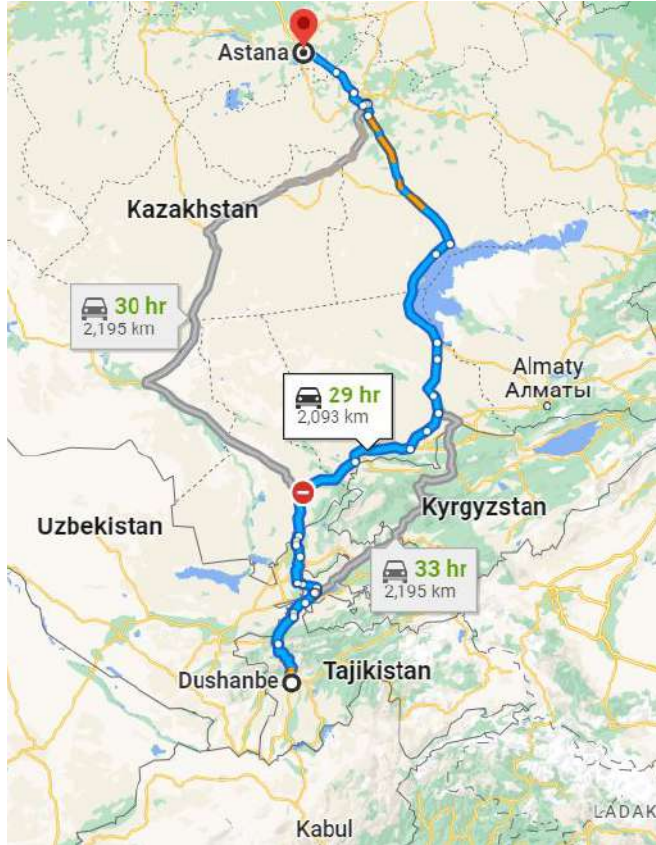 Astana
Kazakhstan
30 hr
2,195 km
Almaty
Алматы
29 hr
2,093 km
Kyrgyzstan
Uzbekistan
33 hr
2,195 km
Dushanbe
Tajikistan
LADAK
Kabul